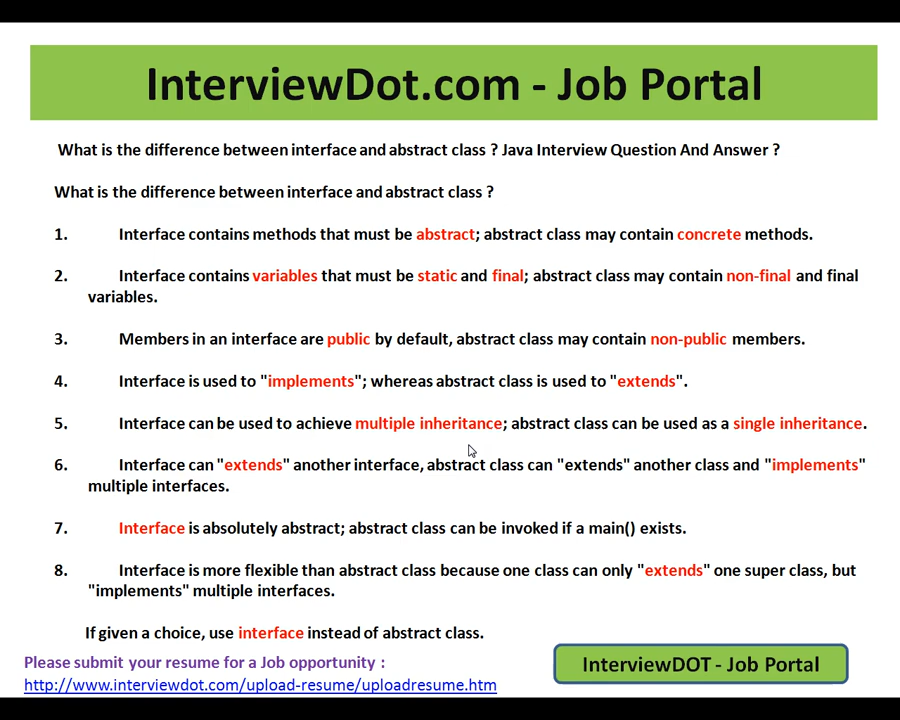 InterviewDot.com - Job Portal
What is the difference between interface and abstract class ? Java Interview Question And Answer ?
What is the difference between interface and abstract class ?
1. Interface contains methods that must be abstract; abstract class may contain concrete methods.
2. Interface contains variables that must be static and final; abstract class may contain non-final and final
variables.
3. Members in an interface are public by default, abstract class may contain non-public members.
4. Interface is used to "implements"; whereas abstract class is used to "extends".
5. Interface can be used to achieve multiple inheritance; abstract class can be used as a single inheritance.
6. Interface can "extends" another interface, abstract class can "extends" another class and "implements"
multiple interfaces.
7. Interface is absolutely abstract; abstract class can be invoked if a main() exists.
8. Interface is more flexible than abstract class because one class can only "extends" one super class, but
"implements" multiple interfaces.
If given a choice, use interface instead of abstract class.
Please submit your resume for a Job opportunity :
http://www.interviewdot.com/upload-resume/uploadresume.htm
InterviewDOT - Job Portal